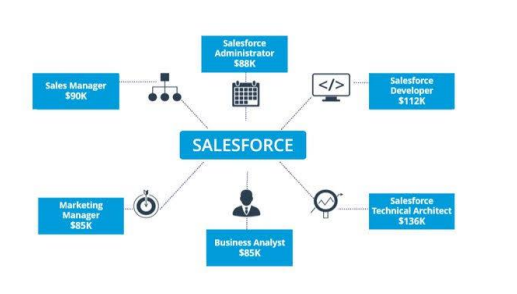 Salesforce
Administrator
$88K
Sales Manager
$90K
</>
Salesforce
Developer
$112K
SALESFORCE
Marketing
Manager
$85K
Business Analyst
$85K
Salesforce
Technical Architect
$136K